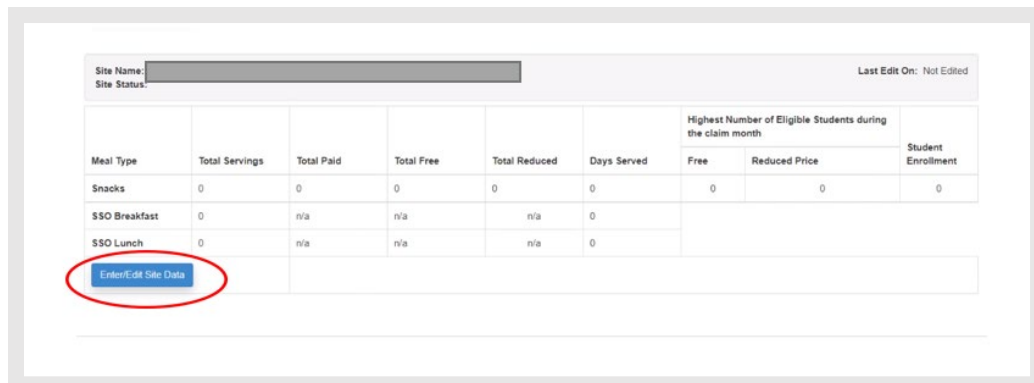 Site Name:
Last Edit On: Not Edited
Site Status:
Highest Number of Eligible Students during
the claim month
Student
Enrollment
Meal Type Total Servings Total Paid Total Free Total Reduced Days Served Free Reduced Price
Snacks 0 0 0 0 0 0 0 0
SSO Breakfast 0 n/a n/a n/a 0
SSO Lunch 0 n/a n/a n/a 0
Enter/Edit Site Data